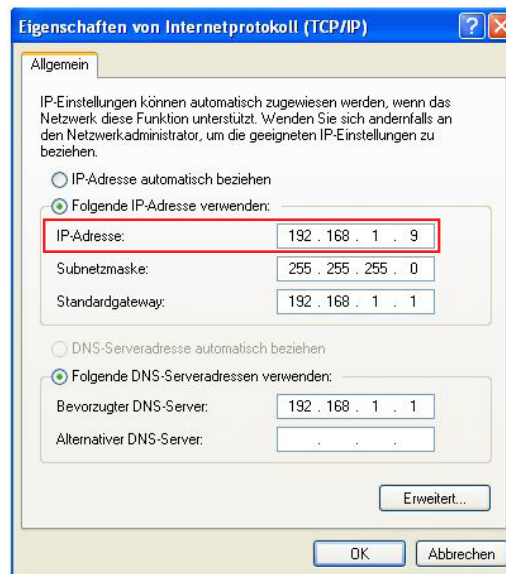 Eigenschaften von Internetprotokoll (TCP/IP)
Allgemein
IP-Einstellungen können automatisch zugewiesen werden, wenn das
Netzwerk diese Funktion unterstützt. Wenden Sie sich andernfalls an
den Netzwerkadministrator, um die geeigneten IP-Einstellungen zu
beziehen.
IP-Adresse automatisch beziehen
Folgende IP-Adresse verwenden:
IP-Adresse: 192 . 168 . 1 . 9
Subnetzmaske: 255 . 255 . 255 . 0
Standardgateway: 192 . 168 . 1 . 1
DNS-Serveradresse automatisch beziehen
Folgende DNS-Serveradressen verwenden:
Bevorzugter DNS-Server: 192 . 168 . 1 . 1
Alternativer DNS-Server: . . .
Erweitert...
OK Abbrechen